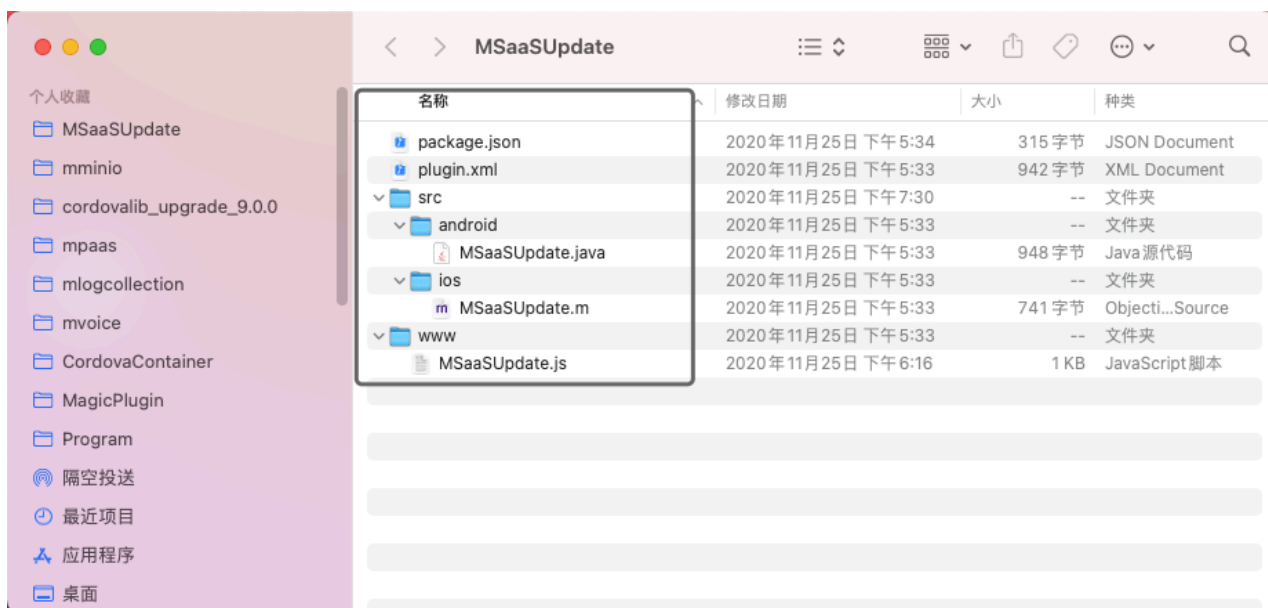 MSaaSUpdate
个人收藏
MSaaSUpdate
mminio
cordovalib_upgrade_9.0.0
mpaas
mlogcollection
mvoice
CordovaContainer
MagicPlugin
Program
隔空投送
最近项目
应用程序
桌面
名称 修改日期 大小 种类
package.json 2020年11月25日 下午5:34 315字节 JSON Document
plugin.xml 2020年11月25日 下午5:33 942字节 XML Document
src 2020年11月25日 下午7:30 -- 文件夹
android 2020年11月25日 下午5:33 -- 文件夹
MSaaSUpdate.java 2020年11月25日 下午5:33 948字节 Java源代码
ios 2020年11月25日 下午5:33 -- 文件夹
MSaaSUpdate.m 2020年11月25日 下午5:33 741字节 Objecti...Source
www 2020年11月25日 下午5:33 -- 文件夹
MSaaSUpdate.js 2020年11月25日 下午6:16 1 KB JavaScript脚本